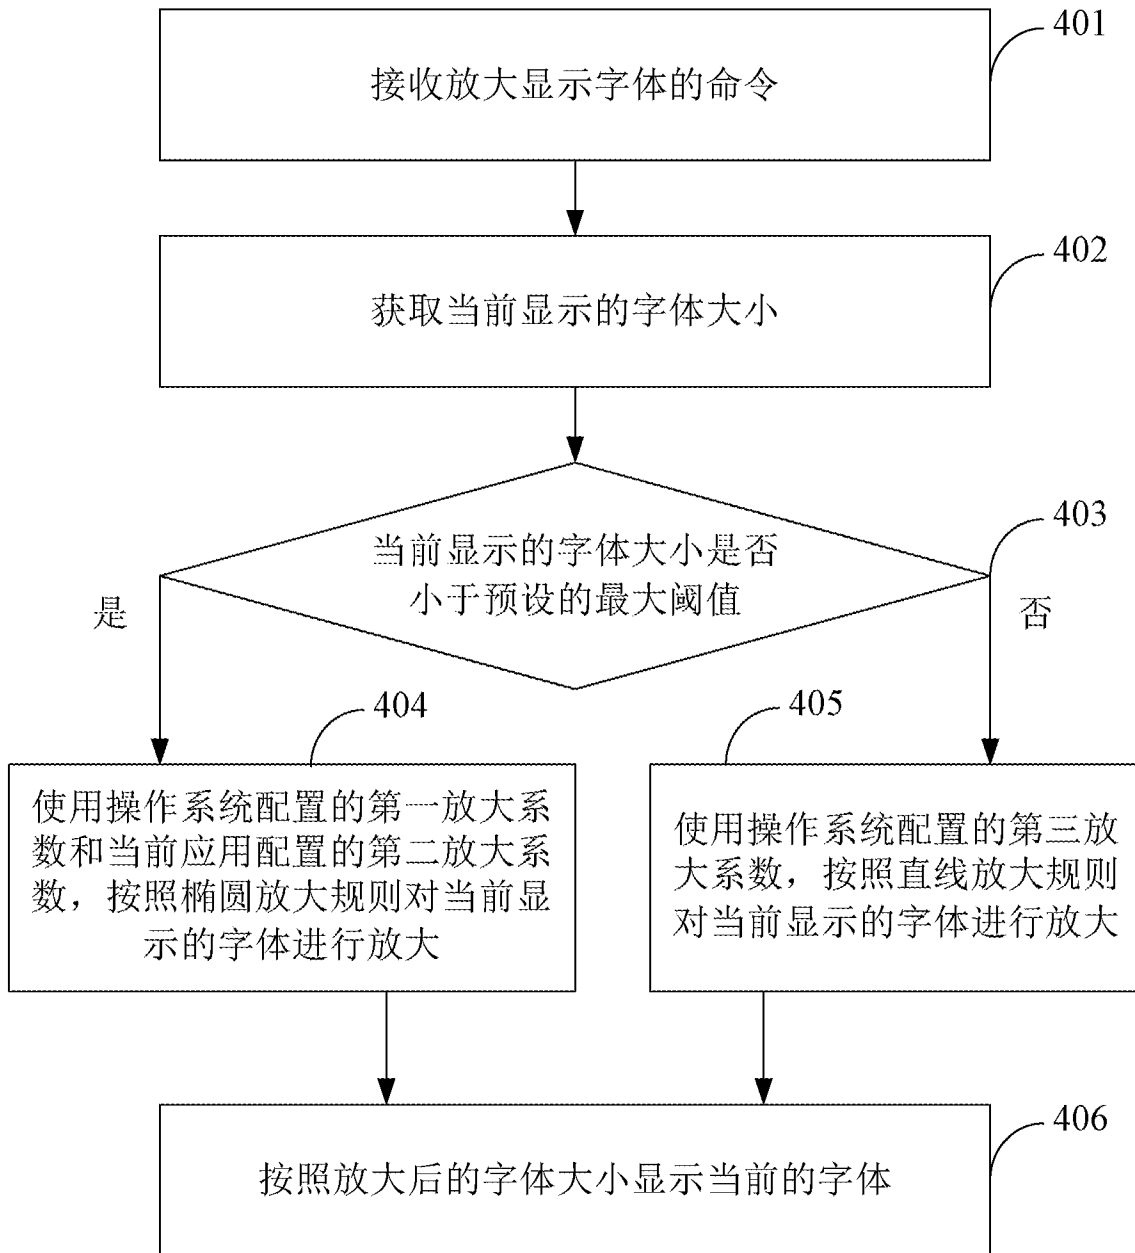 401
接收放大显示字体的命令
402
获取当前显示的字体大小
403
当前显示的字体大小是否
小于预设的最大阈值
是
否
404
405
使用操作系统配置的第一放大系
数和当前应用配置的第二放大系
数，按照椭圆放大规则对当前显
示的字体进行放大
使用操作系统配置的第三放
大系数，按照直线放大规则
对当前显示的字体进行放大
406
按照放大后的字体大小显示当前的字体